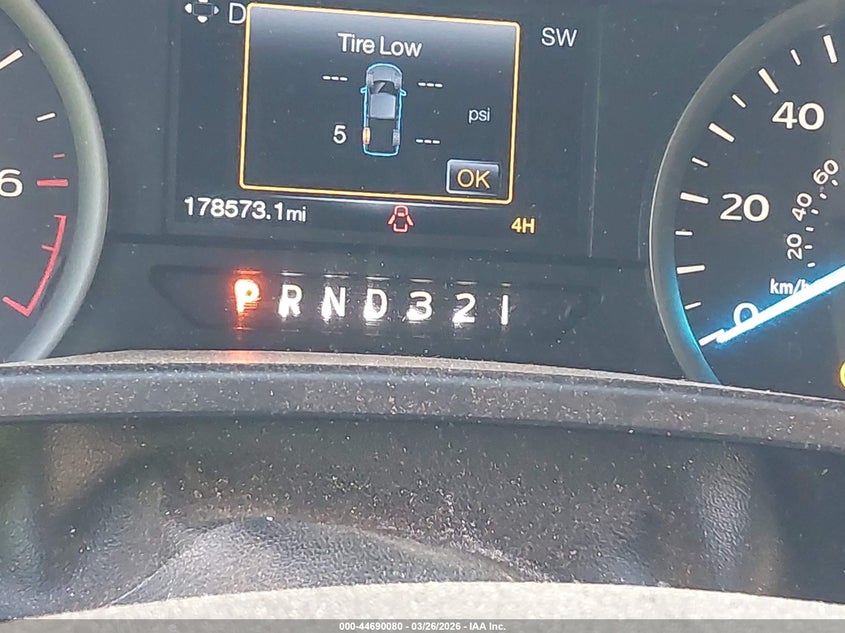 D
SW
Tire Low
--- ---
psi
5 ---
OK
178573.1mi
4H
P R N D 3 2 1
6
40
20
0
60
40
20
km/h
000-44690080 - 03/26/2026 - IAA Inc.